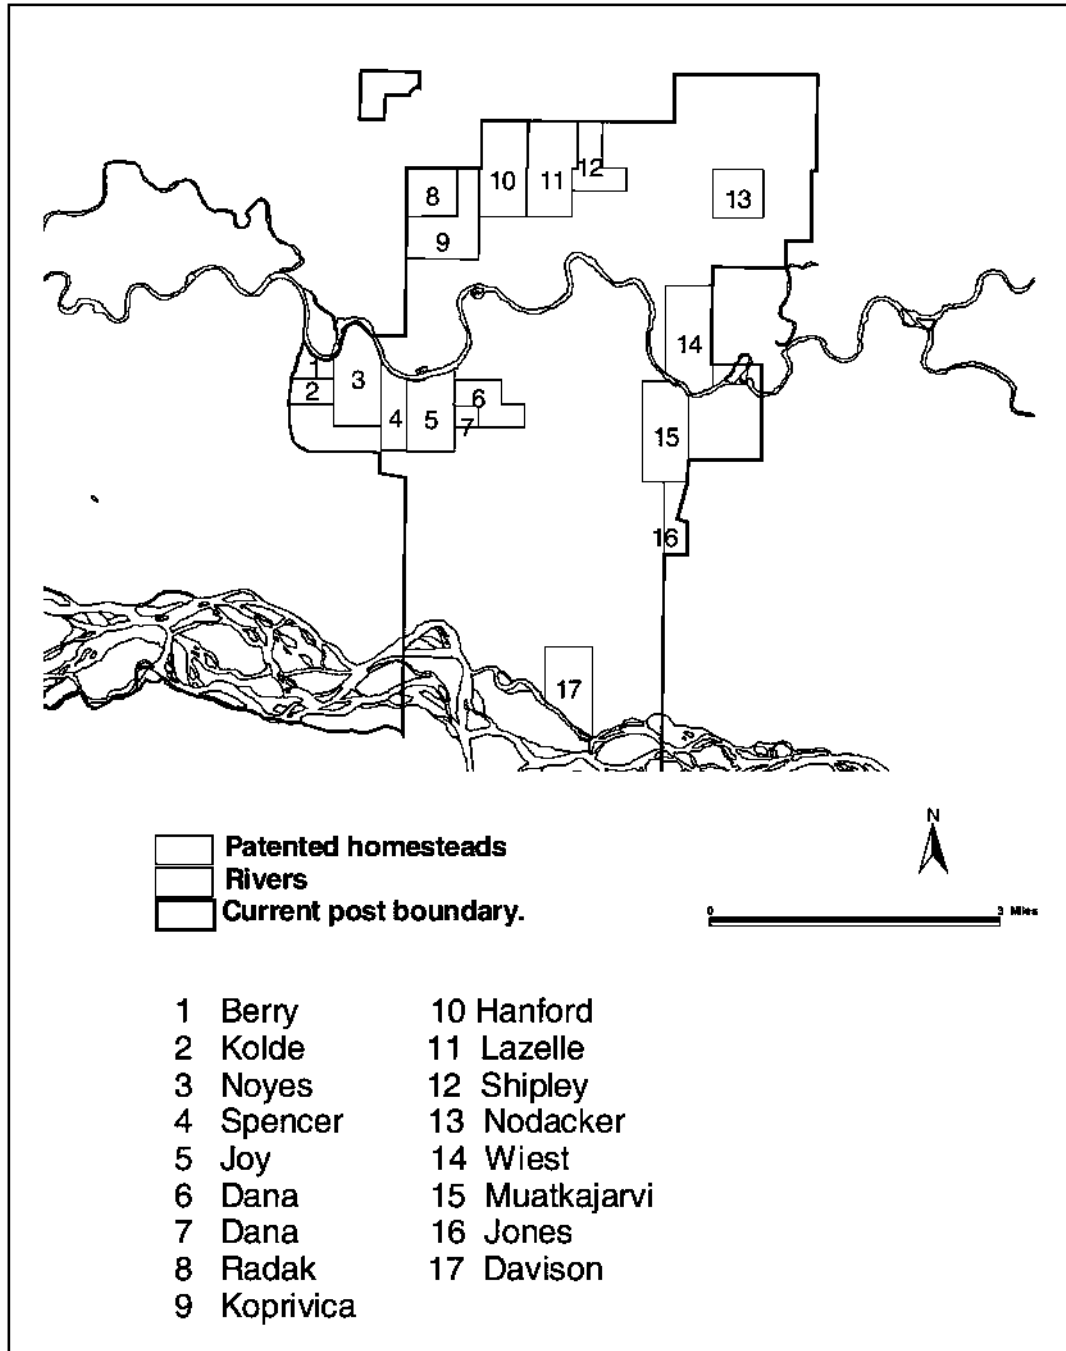 8
10
11
12
13
9
14
1
2
3
4
5
6
7
15
16
17
N
Patented homesteads
Rivers
Current post boundary.
0 3 Miles
1 Berry
2 Kolde
3 Noyes
4 Spencer
5 Joy
6 Dana
7 Dana
8 Radak
9 Koprivica
10 Hanford
11 Lazelle
12 Shipley
13 Nodacker
14 Wiest
15 Muatkajarvi
16 Jones
17 Davison